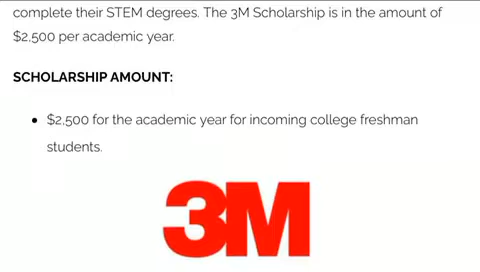 complete their STEM degrees. The 3M Scholarship is in the amount of
$2,500 per academic year.
SCHOLARSHIP AMOUNT:
$2,500 for the academic year for incoming college freshman
students.
3M